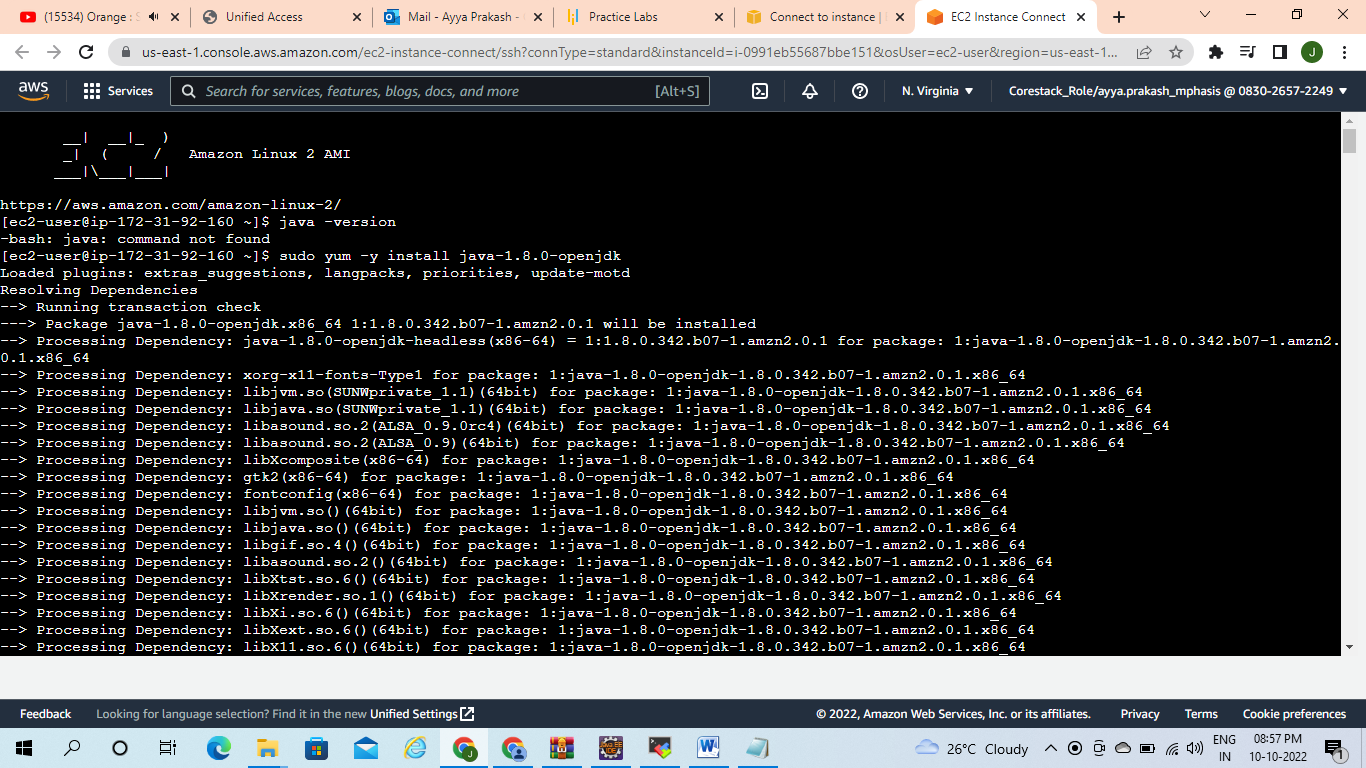 (15534) Orange :
Unified Access
Mail - Ayya Prakash -
Practice Labs
Connect to instance |
EC2 Instance Connect
us-east-1.console.aws.amazon.com/ec2-instance-connect/ssh?connType=standard&instanceId=i-0991eb55687bbe151&osUser=ec2-user&region=us-east-1...
J
aws
Services
Search for services, features, blogs, docs, and more
[Alt+S]
N. Virginia
Corestack_Role/ayya.prakash_mphasis @ 0830-2657-2249
__| __|_ )
_| ( / Amazon Linux 2 AMI
___|\___|___|
https://aws.amazon.com/amazon-linux-2/
[ec2-user@ip-172-31-92-160 ~]$ java -version
-bash: java: command not found
[ec2-user@ip-172-31-92-160 ~]$ sudo yum -y install java-1.8.0-openjdk
Loaded plugins: extras_suggestions, langpacks, priorities, update-motd
Resolving Dependencies
--> Running transaction check
---> Package java-1.8.0-openjdk.x86_64 1:1.8.0.342.b07-1.amzn2.0.1 will be installed
--> Processing Dependency: java-1.8.0-openjdk-headless(x86-64) = 1:1.8.0.342.b07-1.amzn2.0.1 for package: 1:java-1.8.0-openjdk-1.8.0.342.b07-1.amzn2.
0.1.x86_64
--> Processing Dependency: xorg-x11-fonts-Type1 for package: 1:java-1.8.0-openjdk-1.8.0.342.b07-1.amzn2.0.1.x86_64
--> Processing Dependency: libjvm.so(SUNWprivate_1.1)(64bit) for package: 1:java-1.8.0-openjdk-1.8.0.342.b07-1.amzn2.0.1.x86_64
--> Processing Dependency: libjava.so(SUNWprivate_1.1)(64bit) for package: 1:java-1.8.0-openjdk-1.8.0.342.b07-1.amzn2.0.1.x86_64
--> Processing Dependency: libasound.so.2(ALSA_0.9.0rc4)(64bit) for package: 1:java-1.8.0-openjdk-1.8.0.342.b07-1.amzn2.0.1.x86_64
--> Processing Dependency: libasound.so.2(ALSA_0.9)(64bit) for package: 1:java-1.8.0-openjdk-1.8.0.342.b07-1.amzn2.0.1.x86_64
--> Processing Dependency: libXcomposite(x86-64) for package: 1:java-1.8.0-openjdk-1.8.0.342.b07-1.amzn2.0.1.x86_64
--> Processing Dependency: gtk2(x86-64) for package: 1:java-1.8.0-openjdk-1.8.0.342.b07-1.amzn2.0.1.x86_64
--> Processing Dependency: fontconfig(x86-64) for package: 1:java-1.8.0-openjdk-1.8.0.342.b07-1.amzn2.0.1.x86_64
--> Processing Dependency: libjvm.so()(64bit) for package: 1:java-1.8.0-openjdk-1.8.0.342.b07-1.amzn2.0.1.x86_64
--> Processing Dependency: libjava.so()(64bit) for package: 1:java-1.8.0-openjdk-1.8.0.342.b07-1.amzn2.0.1.x86_64
--> Processing Dependency: libgif.so.4()(64bit) for package: 1:java-1.8.0-openjdk-1.8.0.342.b07-1.amzn2.0.1.x86_64
--> Processing Dependency: libasound.so.2()(64bit) for package: 1:java-1.8.0-openjdk-1.8.0.342.b07-1.amzn2.0.1.x86_64
--> Processing Dependency: libXtst.so.6()(64bit) for package: 1:java-1.8.0-openjdk-1.8.0.342.b07-1.amzn2.0.1.x86_64
--> Processing Dependency: libXrender.so.1()(64bit) for package: 1:java-1.8.0-openjdk-1.8.0.342.b07-1.amzn2.0.1.x86_64
--> Processing Dependency: libXi.so.6()(64bit) for package: 1:java-1.8.0-openjdk-1.8.0.342.b07-1.amzn2.0.1.x86_64
--> Processing Dependency: libXext.so.6()(64bit) for package: 1:java-1.8.0-openjdk-1.8.0.342.b07-1.amzn2.0.1.x86_64
--> Processing Dependency: libX11.so.6()(64bit) for package: 1:java-1.8.0-openjdk-1.8.0.342.b07-1.amzn2.0.1.x86_64
Feedback
Looking for language selection? Find it in the new Unified Settings
© 2022, Amazon Web Services, Inc. or its affiliates.
Privacy
Terms
Cookie preferences
26°C Cloudy
ENG
IN
08:57 PM
10-10-2022
1